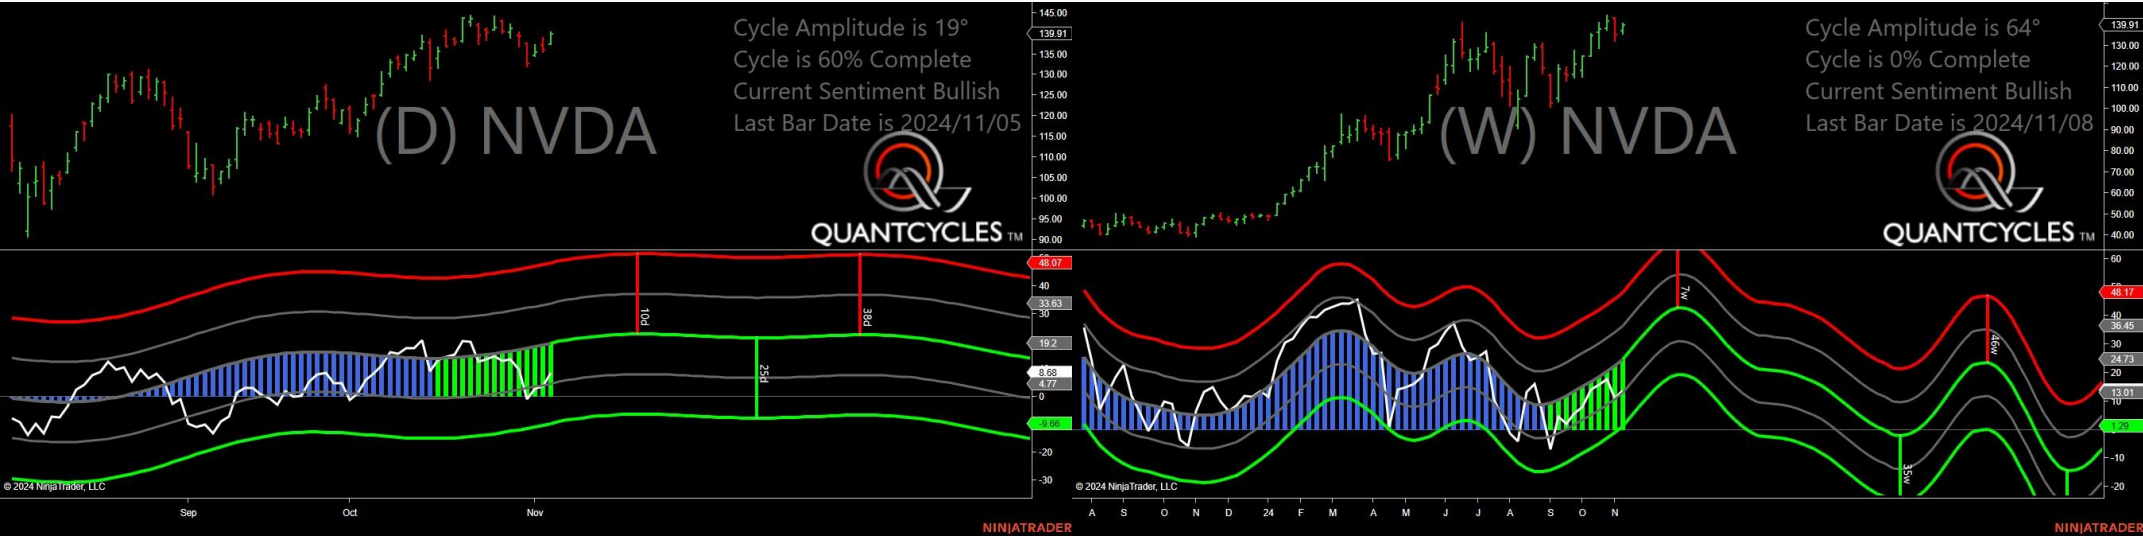 Cycle Amplitude is 19°
Cycle is 60% Complete
Current Sentiment Bullish
Last Bar Date is 2024/11/05
(D) NVDA
QUANTCYCLES TM
145.00
139.91
135.00
130.00
125.00
120.00
115.00
110.00
105.00
100.00
95.00
90.00
48.07
40
33.63
30
19.2
8.68
4.77
0
-9.66
-20
-30
10d
38d
25d
© 2024 NinjaTrader, LLC
Sep Oct Nov
NINJATRADER
Cycle Amplitude is 64°
Cycle is 0% Complete
Current Sentiment Bullish
Last Bar Date is 2024/11/08
(W) NVDA
QUANTCYCLES TM
139.91
130.00
120.00
110.00
100.00
90.00
80.00
70.00
60.00
50.00
40.00
60
48.17
40
36.45
30
24.73
20
13.01
10
1.29
-10
-20
7w
46w
35w
© 2024 NinjaTrader, LLC
A S O N D 24 F M A M J J A S O N
NINJATRADER